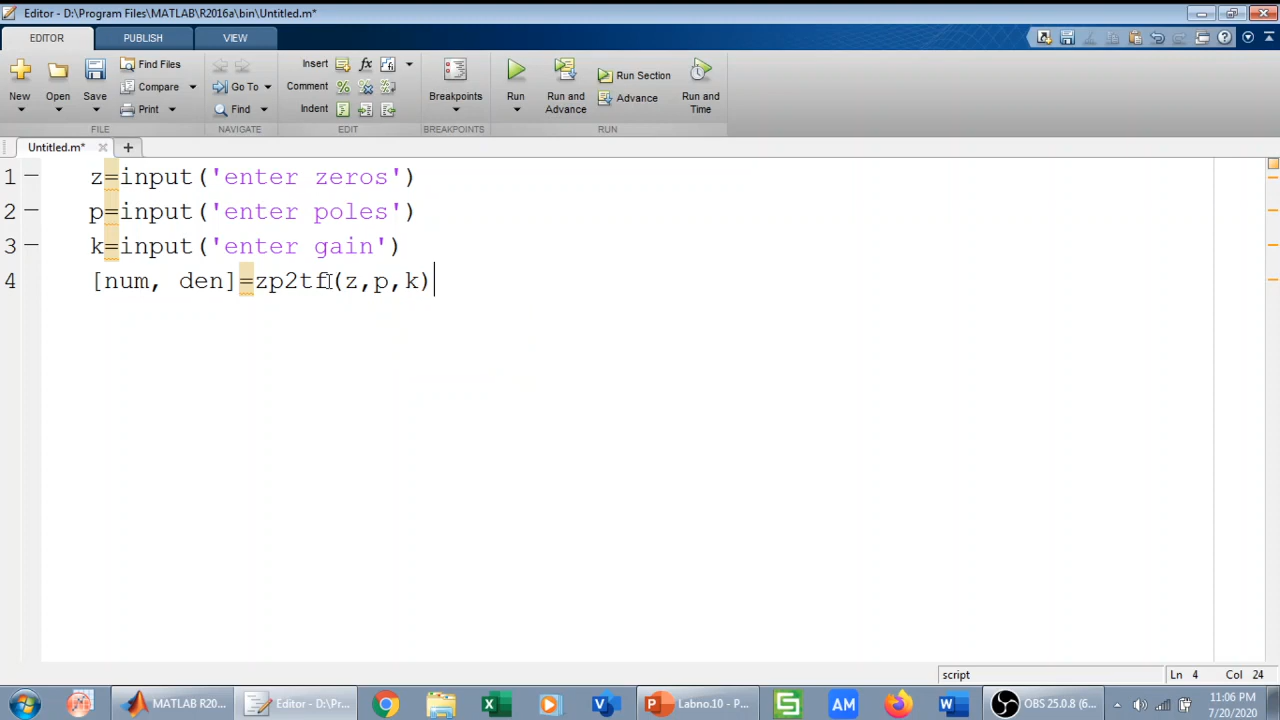 Editor - D:\Program Files\MATLAB\R2016a\bin\Untitled.m*
EDITOR PUBLISH VIEW
New Open Save Find Files Compare Print
Go To Find
Insert fx
Comment %
Indent
Breakpoints
Run Run and Advance Run Section Advance Run and Time
FILE NAVIGATE EDIT BREAKPOINTS RUN
Untitled.m* × +
1 – z=input('enter zeros')
2 – p=input('enter poles')
3 – k=input('enter gain')
4 [num, den]=zp2tf(z,p,k)
script Ln 4 Col 24
MATLAB R20... Editor - D:\Pr... Labno.10 - P... AM OBS 25.0.8 (6... 11:06 PM
7/20/2020